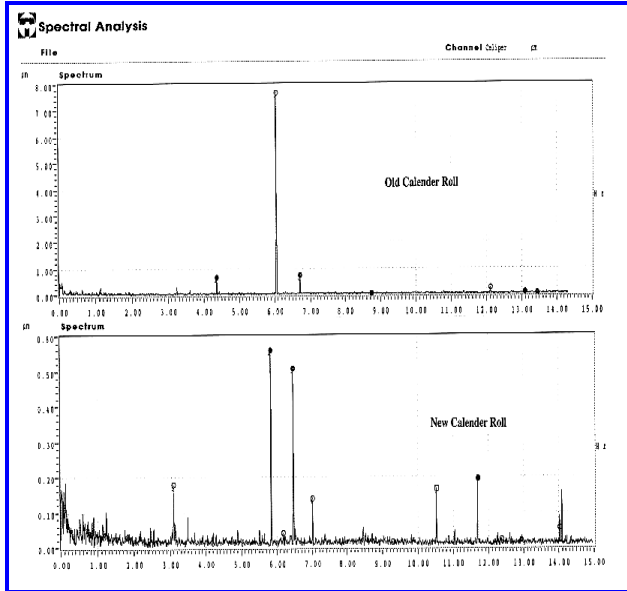 Spectral Analysis
File Channel Caliper µm
µm Spectrum
8.00
7.00
6.00
5.00
4.00
Old Calender Roll
Hz
3.00
2.00
1.00
0.00
0.00 1.00 2.00 3.00 4.00 5.00 6.00 7.00 8.00 9.00 10.00 11.00 12.00 13.00 14.00 15.00
µm Spectrum
0.60
0.50
0.40
New Calender Roll
0.30
Hz
0.20
0.10
0.00
0.00 1.00 2.00 3.00 4.00 5.00 6.00 7.00 8.00 9.00 10.00 11.00 12.00 13.00 14.00 15.00